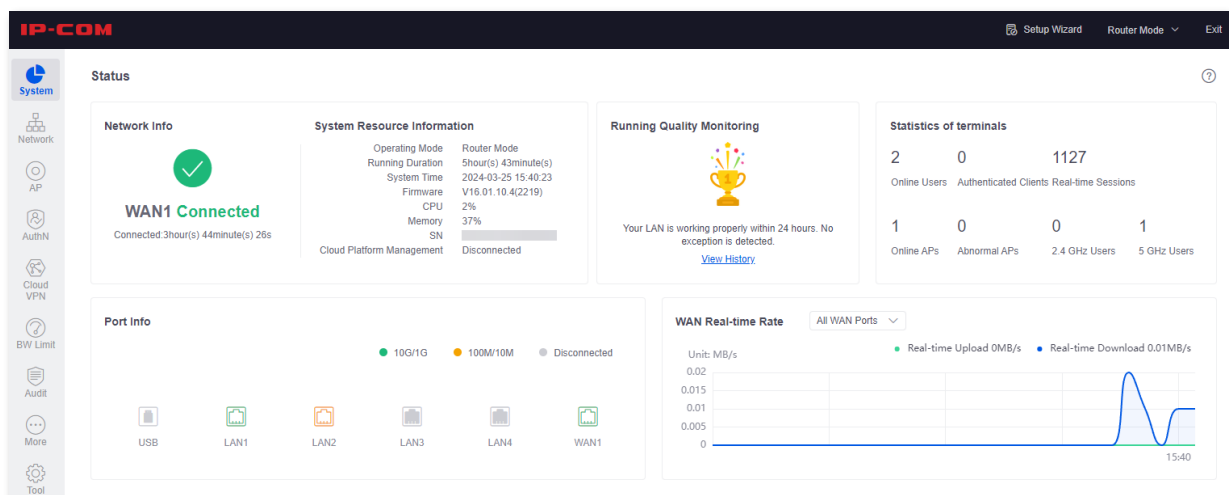 IP-COM
Setup Wizard
Router Mode
Exit
System
Network
AP
AuthN
Cloud
VPN
BW Limit
Audit
More
Tool
Status
Network Info
WAN1 Connected
Connected:3hour(s) 44minute(s) 26s
System Resource Information
Operating Mode Router Mode
Running Duration 5hour(s) 43minute(s)
System Time 2024-03-25 15:40:23
Firmware V16.01.10.4(2219)
CPU 2%
Memory 37%
SN
Cloud Platform Management Disconnected
Running Quality Monitoring
1
Your LAN is working properly within 24 hours. No
exception is detected.
View History
Statistics of terminals
2 0 1127
Online Users Authenticated Clients Real-time Sessions
1 0 0 1
Online APs Abnormal APs 2.4 GHz Users 5 GHz Users
Port Info
10G/1G 100M/10M Disconnected
USB LAN1 LAN2 LAN3 LAN4 WAN1
WAN Real-time Rate All WAN Ports
Unit: MB/s
Real-time Upload 0MB/s Real-time Download 0.01MB/s
0.02
0.015
0.01
0.005
0
15:40